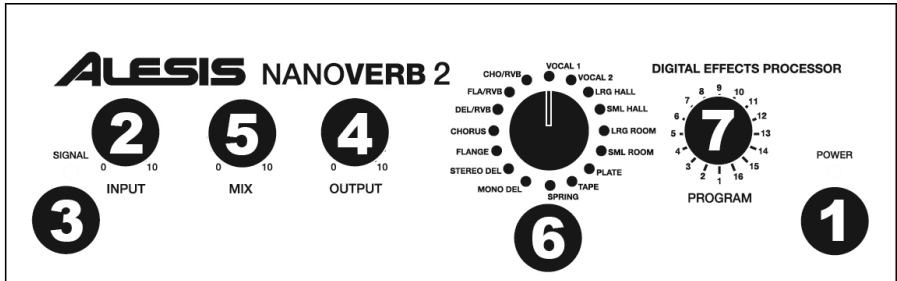 ALESIS NANOVERB 2
DIGITAL EFFECTS PROCESSOR
SIGNAL
3
2
0 10
INPUT
5
0 10
MIX
4
0 10
OUTPUT
VOCAL 1
VOCAL 2
LRG HALL
SML HALL
LRG ROOM
SML ROOM
PLATE
TAPE
SPRING
MONO DEL
STEREO DEL
FLANGE
CHORUS
DEL/RVB
FLA/RVB
CHO/RVB
6
7
1
2
3
4
5
6
7
8
9
10
11
12
13
14
15
16
PROGRAM
POWER
1